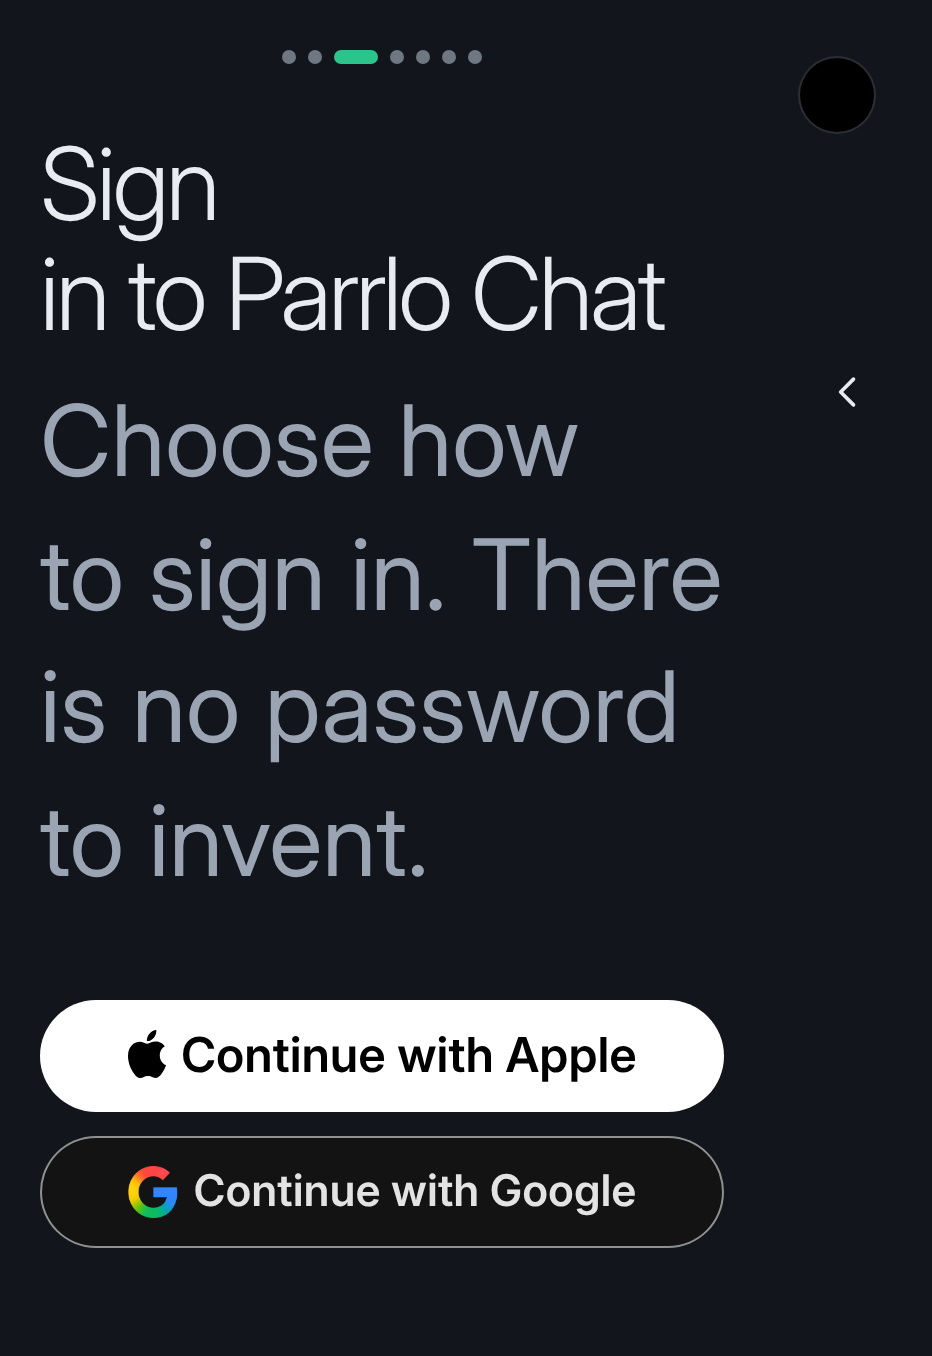 Sign
in to Parrlo Chat
Choose how
to sign in. There
is no password
to invent.
Continue with Apple
Continue with Google